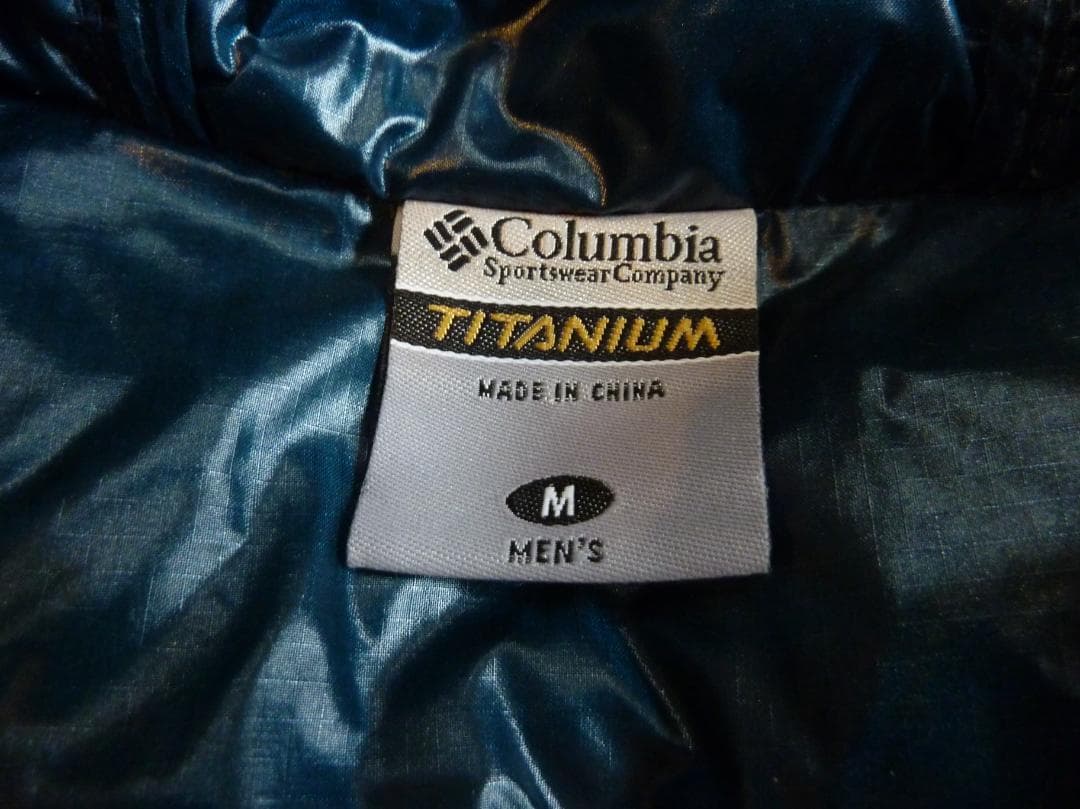 Columbia
Sportswear Company
TITANIUM
MADE IN CHINA
M
MEN'S